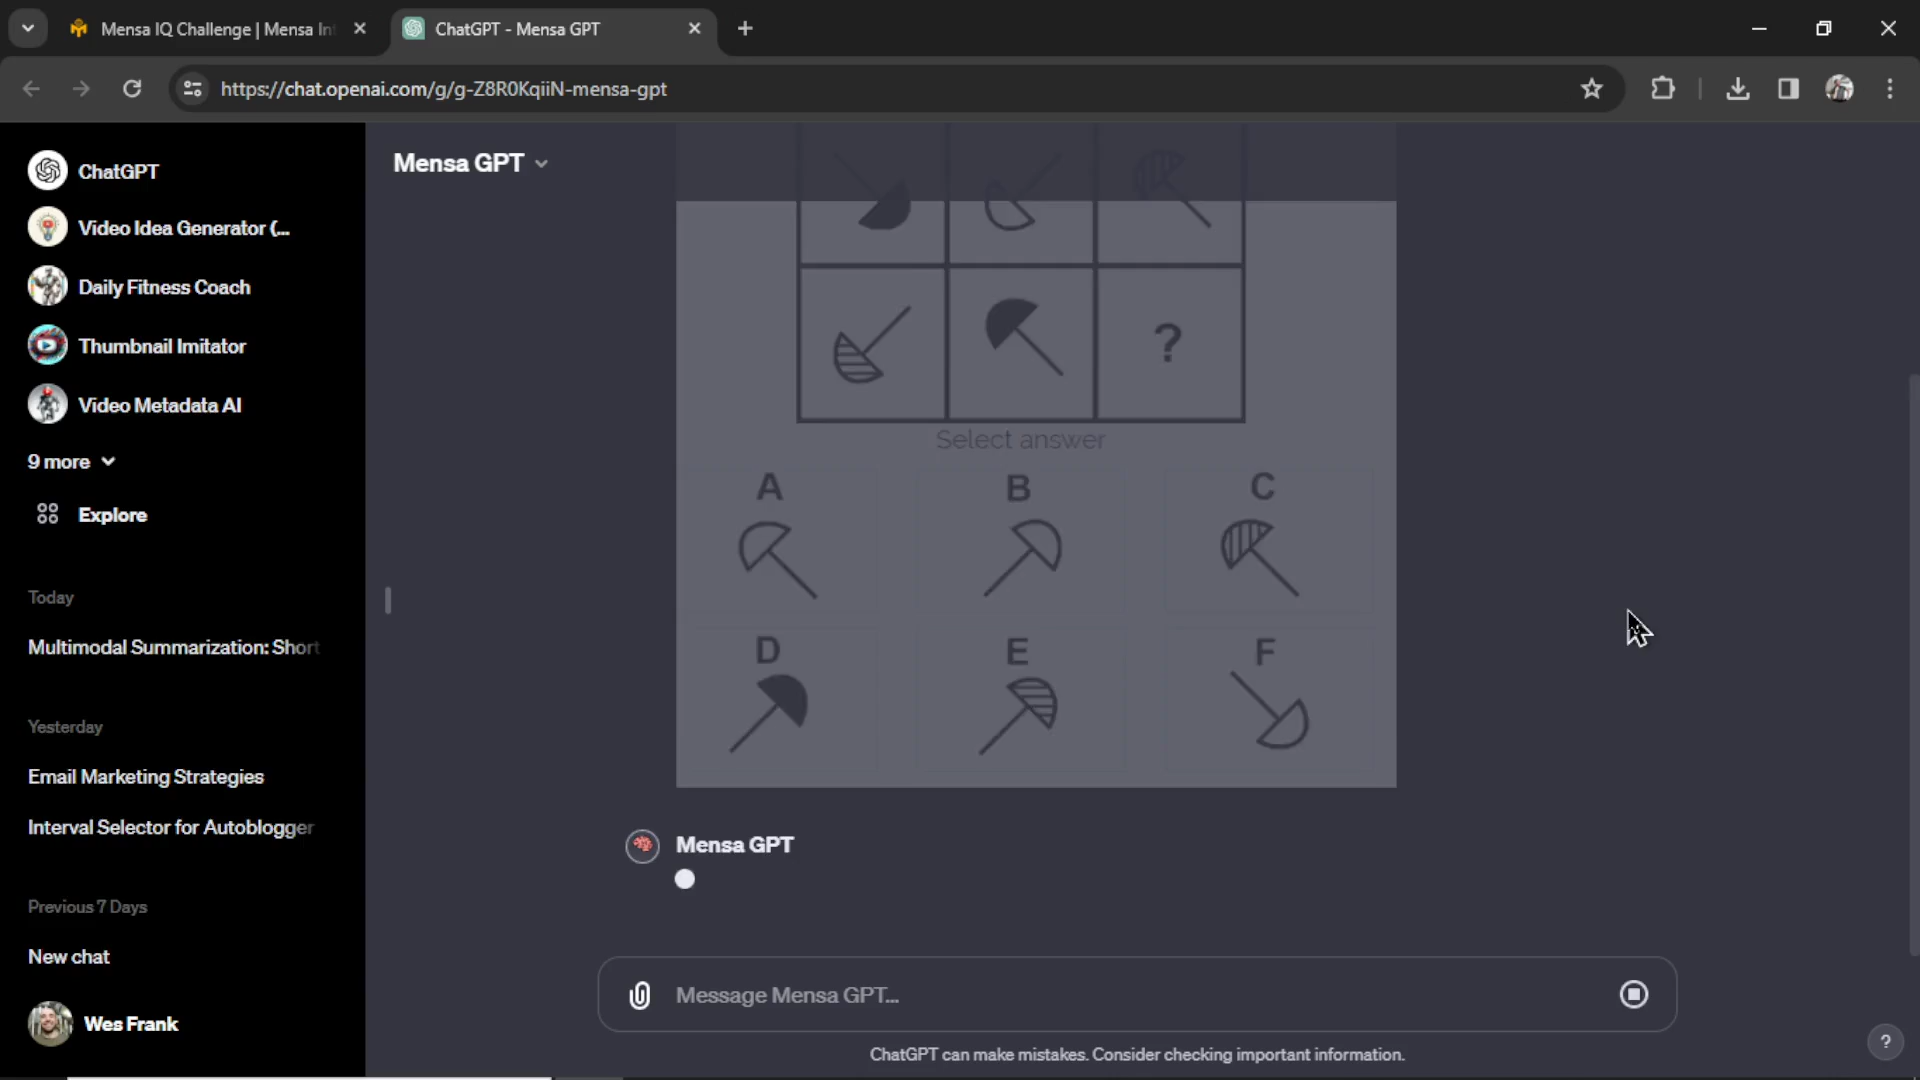 Mensa IQ Challenge | Mensa In
ChatGPT - Mensa GPT
https://chat.openai.com/g/g-Z8R0KqiiN-mensa-gpt
ChatGPT
Video Idea Generator (...
Daily Fitness Coach
Thumbnail Imitator
Video Metadata AI
9 more
Explore
Today
Multimodal Summarization: Short
Yesterday
Email Marketing Strategies
Interval Selector for Autoblogger
Previous 7 Days
New chat
Wes Frank
Mensa GPT
?
Select answer
A B C
D E F
Mensa GPT
Message Mensa GPT...
ChatGPT can make mistakes. Consider checking important information.
?